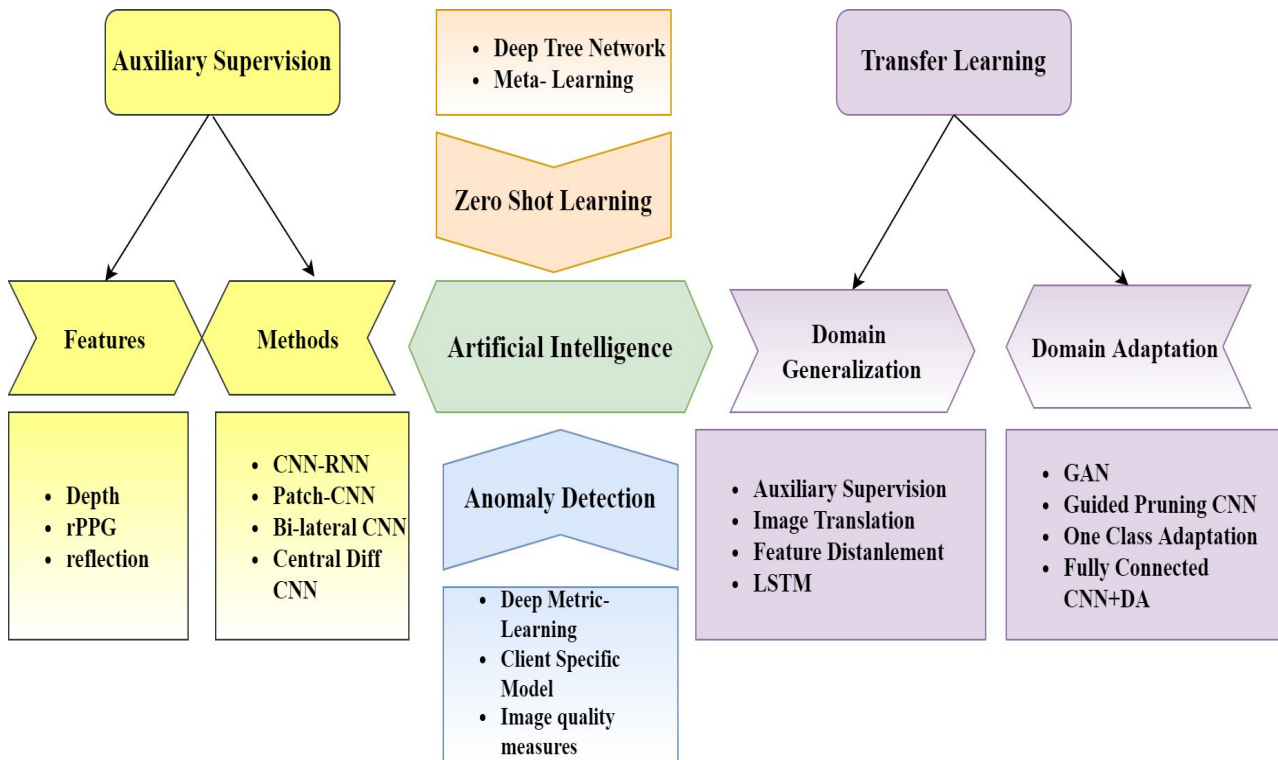 Auxiliary Supervision
Features
Methods
• Depth
• rPPG
• reflection
• CNN-RNN
• Patch-CNN
• Bi-lateral CNN
• Central Diff
CNN
• Deep Tree Network
• Meta- Learning
Zero Shot Learning
Artificial Intelligence
Anomaly Detection
• Deep Metric-
Learning
• Client Specific
Model
• Image quality
measures
Transfer Learning
Domain
Generalization
Domain Adaptation
• Auxiliary Supervision
• Image Translation
• Feature Distanlement
• LSTM
• GAN
• Guided Pruning CNN
• One Class Adaptation
• Fully Connected
CNN+DA